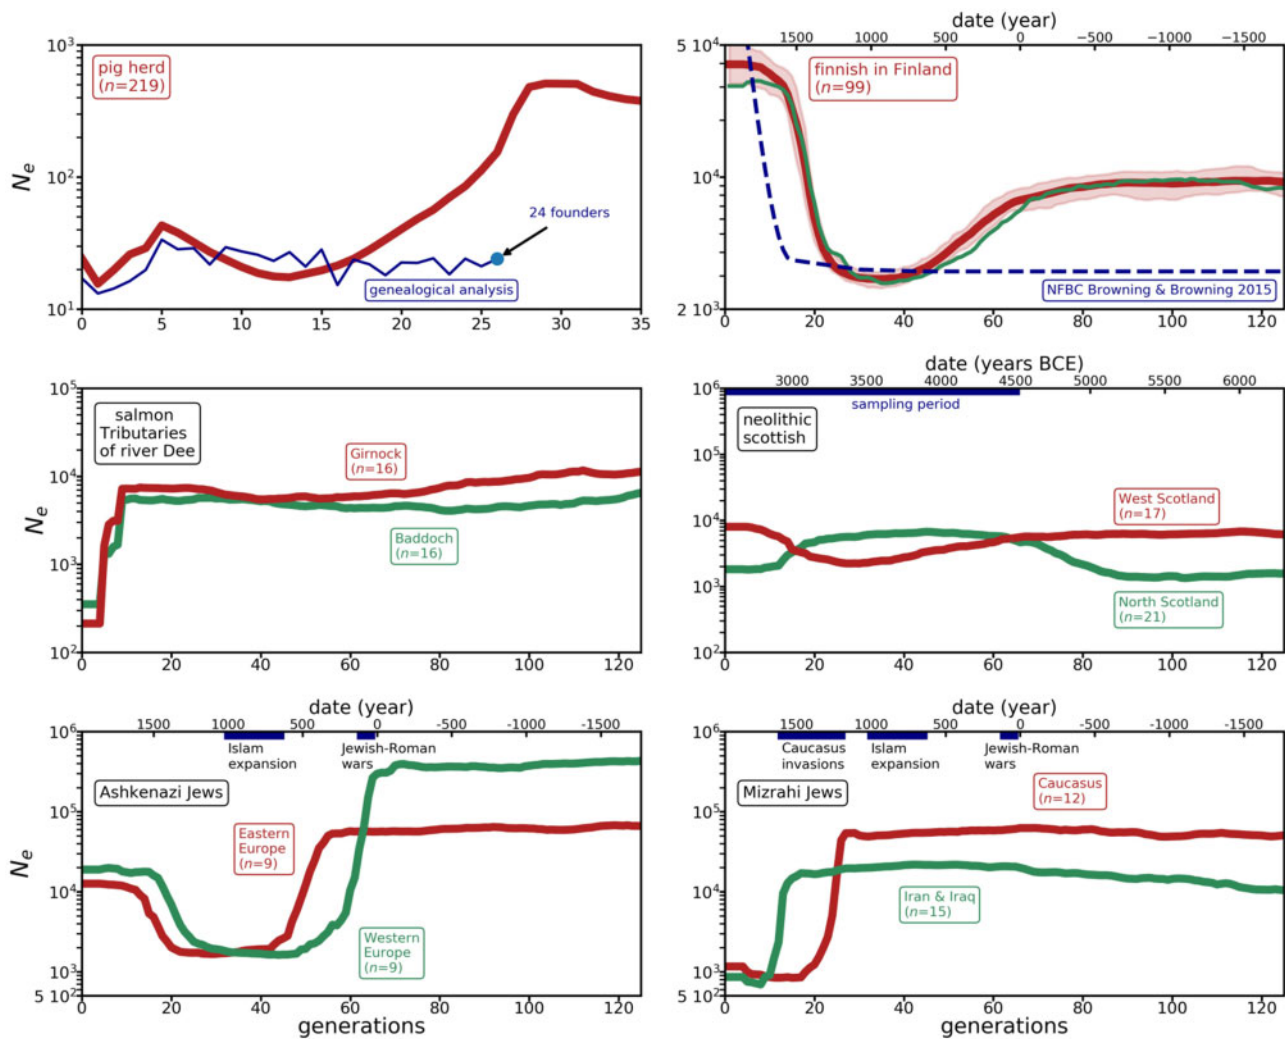 10³
pig herd
(n=219)
10²
Nₑ
24 founders
genealogical analysis
10¹
0 5 10 15 20 25 30 35
date (year)
1500 1000 500 0 −500 −1000 −1500
5 10⁴
finnish in Finland
(n=99)
10⁴
NFBC Browning & Browning 2015
2 10³
0 20 40 60 80 100 120
10⁵
salmon
Tributaries
of river Dee
10⁴
Nₑ
Girnock
(n=16)
Baddoch
(n=16)
10³
10²
0 20 40 60 80 100 120
date (years BCE)
3000 3500 4000 4500 5000 5500 6000
10⁶
sampling period
neolithic
scottish
10⁵
West Scotland
(n=17)
10⁴
10³
North Scotland
(n=21)
10²
0 20 40 60 80 100 120
date (year)
1500 1000 500 0 -500 -1000 -1500
10⁶
Islam
expansion
Jewish-Roman
wars
Ashkenazi Jews
10⁵
Eastern
Europe
(n=9)
Nₑ
10⁴
Western
Europe
(n=9)
10³
5 10²
0 20 40 60 80 100 120
generations
date (year)
1500 1000 500 0 -500 -1000 -1500
10⁶
Caucasus
invasions
Islam
expansion
Jewish-Roman
wars
Mizrahi Jews
Caucasus
(n=12)
10⁵
10⁴
Iran & Iraq
(n=15)
10³
5 10²
0 20 40 60 80 100 120
generations